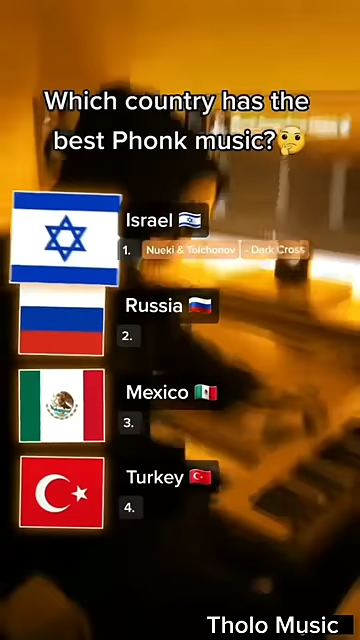 Which country has the
best Phonk music?🤔
Israel 🇮🇱
1. Nueki & Tolchonov - Dark Cross
Russia 🇷🇺
2.
Mexico 🇲🇽
3.
Turkey 🇹🇷
4.
Tholo Music